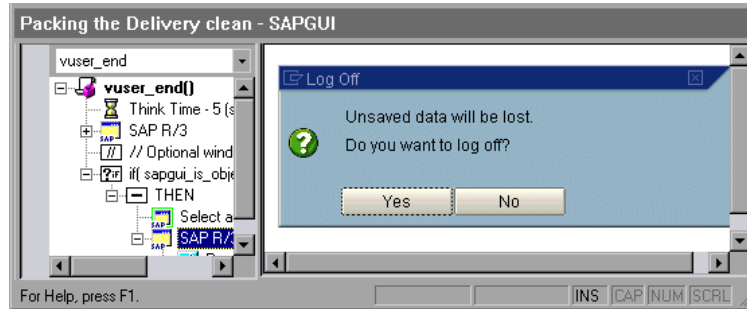 Packing the Delivery clean - SAPGUI
vuser_end
vuser_end()
Think Time - 5 (s
SAP R/3
// // Optional wind
?IF if( sapgui_is_obje
THEN
Select a
SAP R/3
Log Off
Unsaved data will be lost.
Do you want to log off?
Yes No
For Help, press F1.
INS CAP NUM SCRL